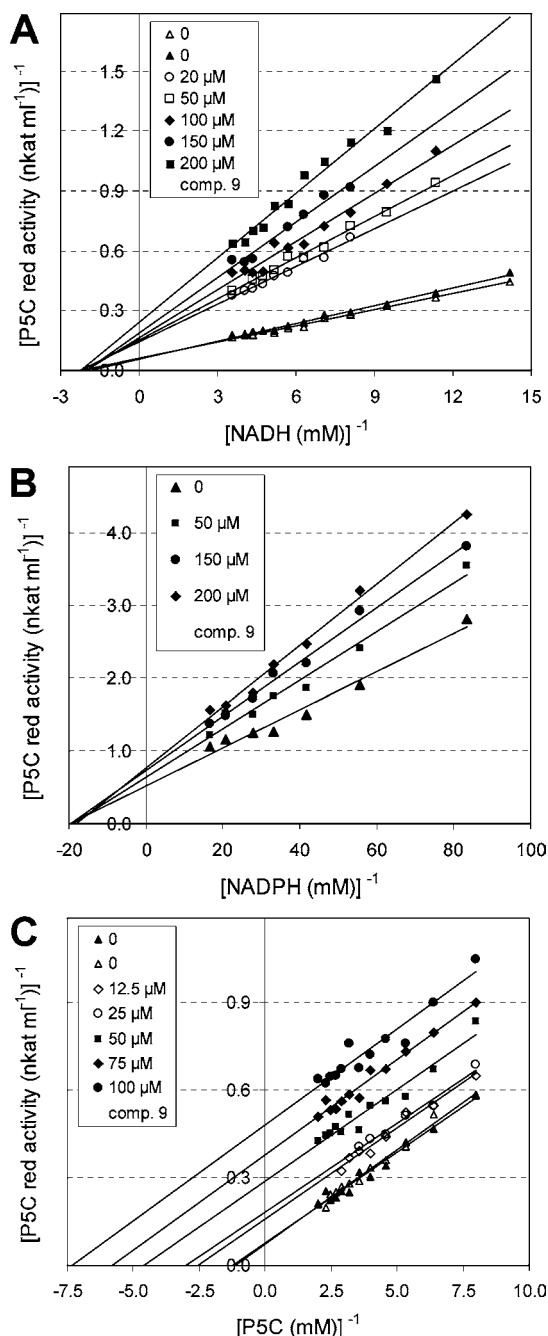 A
[P5C red activity (nkat ml⁻¹)]⁻¹
1.5
1.2
0.9
0.6
0.3
0.0
0
0
20 µM
50 µM
100 µM
150 µM
200 µM
comp. 9
-3 0 3 6 9 12 15
[NADH (mM)]⁻¹
B
[P5C red activity (nkat ml⁻¹)]⁻¹
4.0
3.0
2.0
1.0
0.0
0
50 µM
150 µM
200 µM
comp. 9
-20 0 20 40 60 80 100
[NADPH (mM)]⁻¹
C
[P5C red activity (nkat ml⁻¹)]⁻¹
0.9
0.6
0.3
0.0
0
0
12.5 µM
25 µM
50 µM
75 µM
100 µM
comp. 9
-7.5 -5.0 -2.5 0.0 2.5 5.0 7.5 10.0
[P5C (mM)]⁻¹